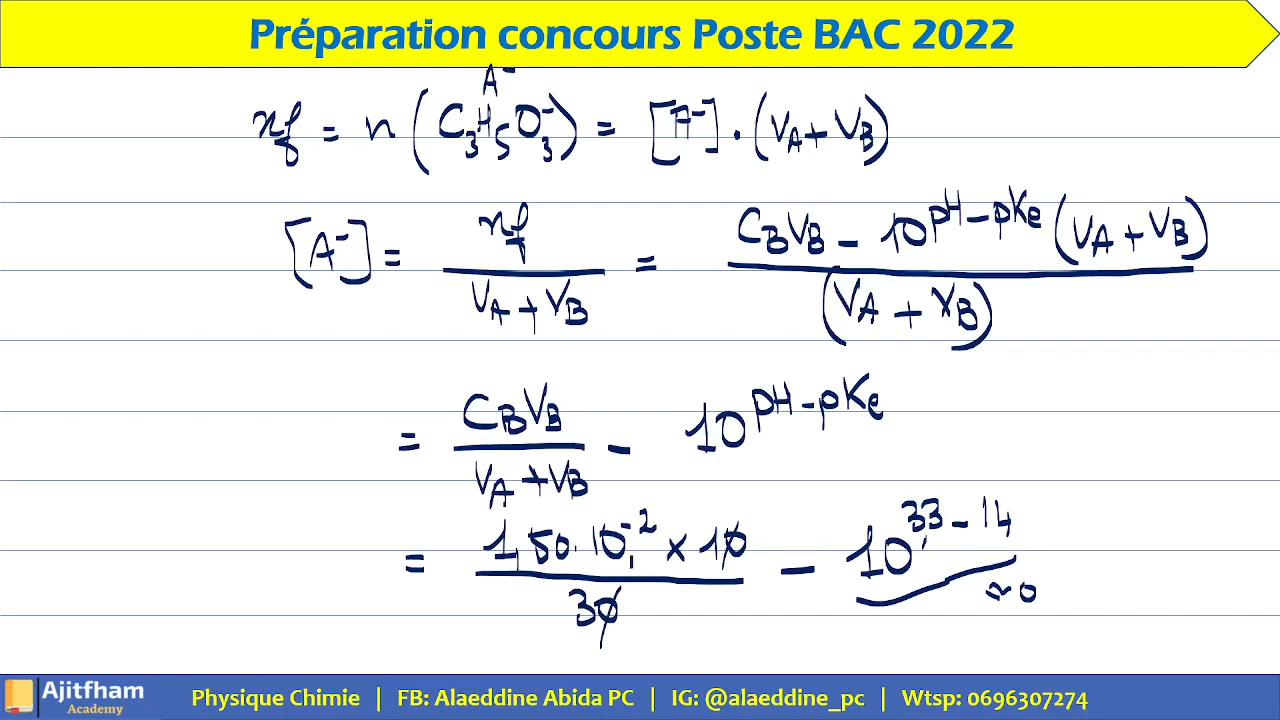 Préparation concours Poste BAC 2022
A⁻
xf = n (C₃H₅O₃⁻) = [A⁻] · (VA + VB)
[A⁻] = xf / (VA + VB) = CBVB - 10^(pH - pKe) (VA + VB) / (VA + VB)
= CBVB / (VA + VB) - 10^(pH - pKe)
= 1,50 · 10⁻² × 10 / 30 - 10^(3,3 - 14)
≈ 0
Ajitfham
Academy
Physique Chimie | FB: Alaeddine Abida PC | IG: @alaeddine_pc | Wtsp: 0696307274